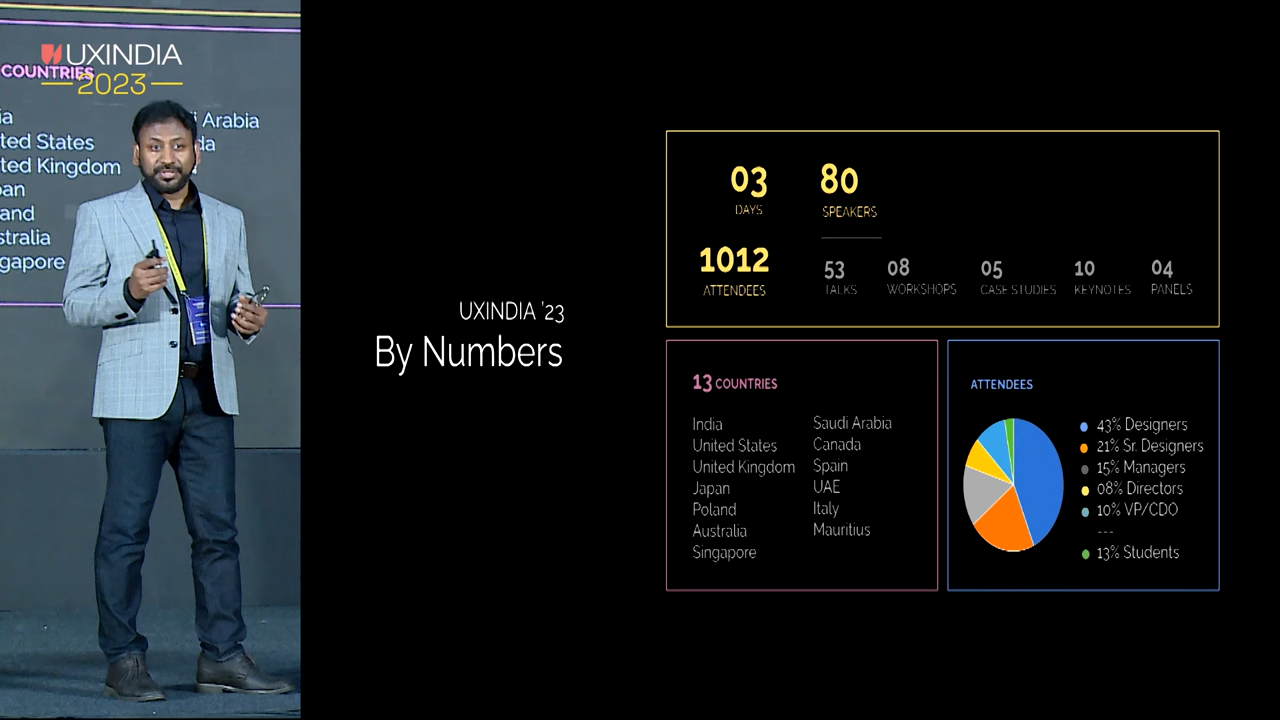 UXINDIA
2023
COUNTRIES
ia
i Arabia
ted States
da
ted Kingdom
pan
and
stralia
gapore
UXINDIA '23
By Numbers
03
DAYS
80
SPEAKERS
1012
ATTENDEES
53
TALKS
08
WORKSHOPS
05
CASE STUDIES
10
KEYNOTES
04
PANELS
13 COUNTRIES
India
United States
United Kingdom
Japan
Poland
Australia
Singapore
Saudi Arabia
Canada
Spain
UAE
Italy
Mauritius
ATTENDEES
43% Designers
21% Sr. Designers
15% Managers
08% Directors
10% VP/CDO
---
13% Students